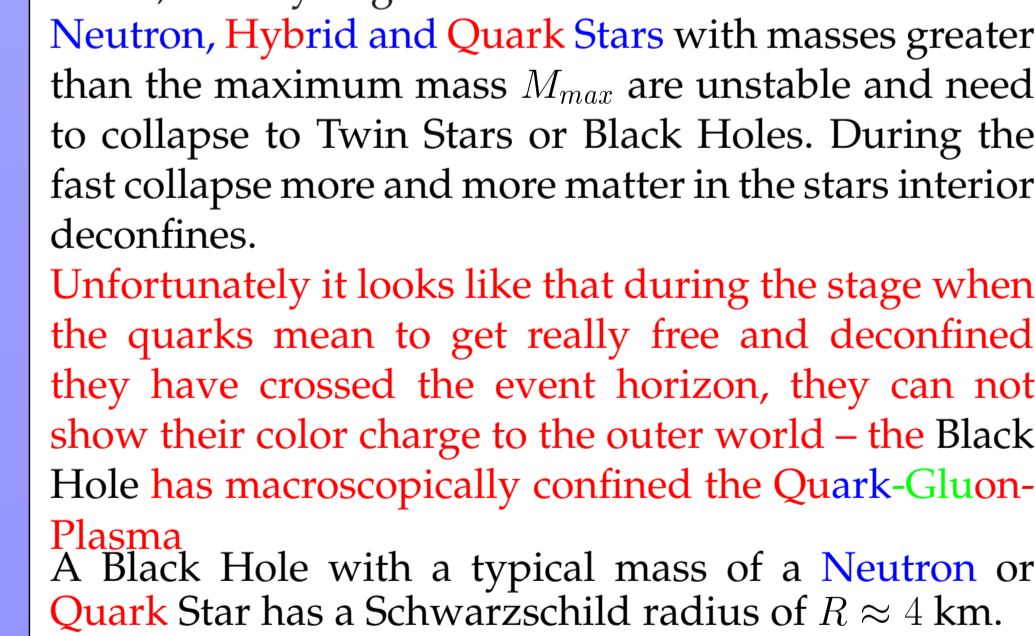 Neutron, Hybrid and Quark Stars with masses greater
than the maximum mass M_max are unstable and need
to collapse to Twin Stars or Black Holes. During the
fast collapse more and more matter in the stars interior
deconfines.
Unfortunately it looks like that during the stage when
the quarks mean to get really free and deconfined
they have crossed the event horizon, they can not
show their color charge to the outer world – the Black
Hole has macroscopically confined the Quark-Gluon-
Plasma
A Black Hole with a typical mass of a Neutron or
Quark Star has a Schwarzschild radius of R ≈ 4 km.